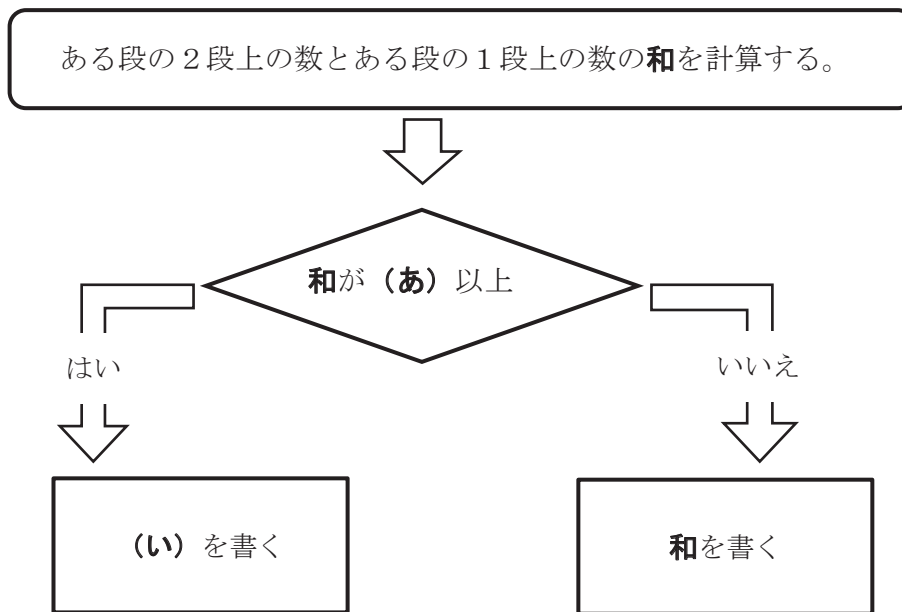 ある段の２段上の数とある段の１段上の数の和を計算する。
和が（あ）以上
はい
いいえ
（い）を書く
和を書く